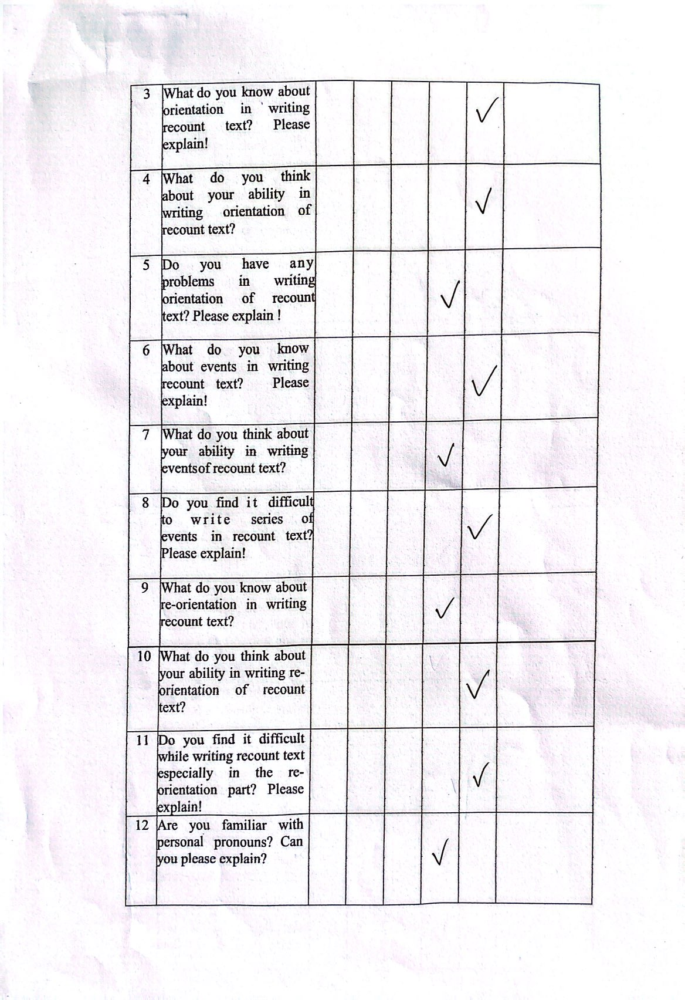 3 What do you know about
orientation in writing
recount text? Please
explain!
✓
4 What do you think
about your ability in
writing orientation of
recount text?
✓
5 Do you have any
problems in writing
orientation of recount
text? Please explain !
✓
6 What do you know
about events in writing
recount text? Please
explain!
✓
7 What do you think about
your ability in writing
events of recount text?
✓
8 Do you find it difficult
to write series of
events in recount text?
Please explain!
✓
9 What do you know about
re-orientation in writing
recount text?
✓
10 What do you think about
your ability in writing re-
orientation of recount
text?
✓
11 Do you find it difficult
while writing recount text
especially in the re-
orientation part? Please
explain!
✓
12 Are you familiar with
personal pronouns? Can
you please explain?
✓